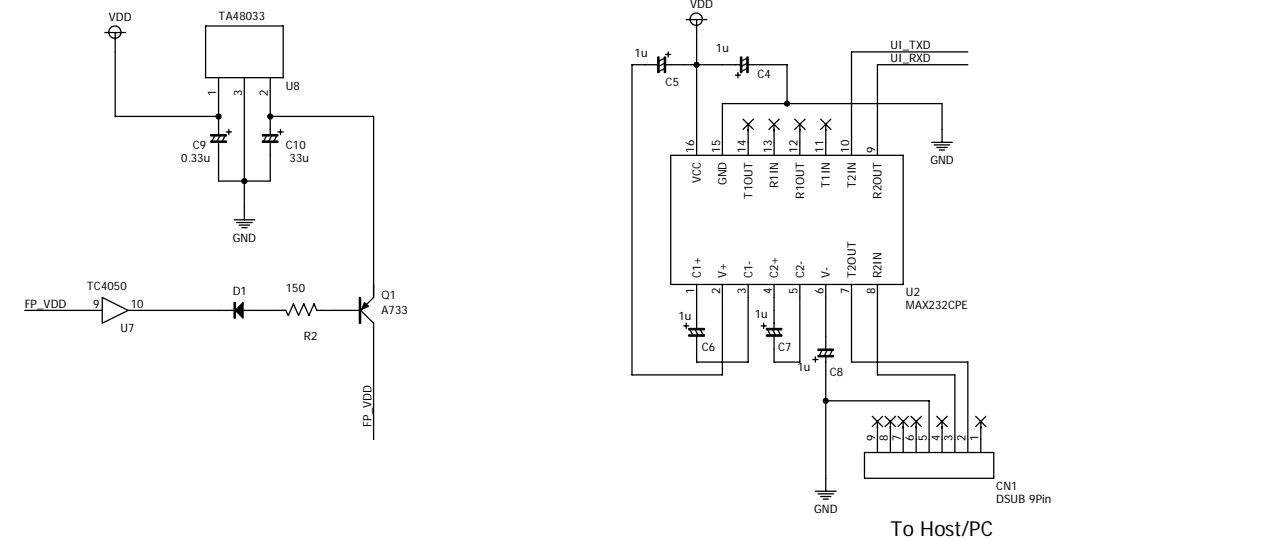 VDD
TA48033
U8
1
3
2
C9
0.33u
C10
33u
GND
TC4050
FP_VDD
9
10
U7
D1
150
R2
Q1
A733
FP_VDD
VDD
1u
C5
1u
C4
UI_TXD
UI_RXD
GND
16
15
14
13
12
11
10
9
VCC
GND
T1OUT
R1IN
R1OUT
T1IN
T2IN
R2OUT
C1+
V+
C1-
C2+
C2-
V-
T2OUT
R2IN
1
2
3
4
5
6
7
8
U2
MAX232CPE
1u
C6
1u
C7
1u
C8
GND
9
8
7
6
5
4
3
2
1
CN1
DSUB 9Pin
To Host/PC